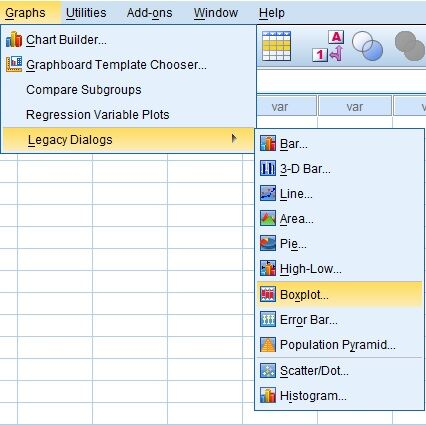 Graphs Utilities Add-ons Window Help
Chart Builder...
Graphboard Template Chooser...
Compare Subgroups
Regression Variable Plots
Legacy Dialogs
A
1
var var v
Bar...
3-D Bar...
Line...
Area...
Pie...
High-Low...
Boxplot...
Error Bar...
Population Pyramid...
Scatter/Dot...
Histogram...